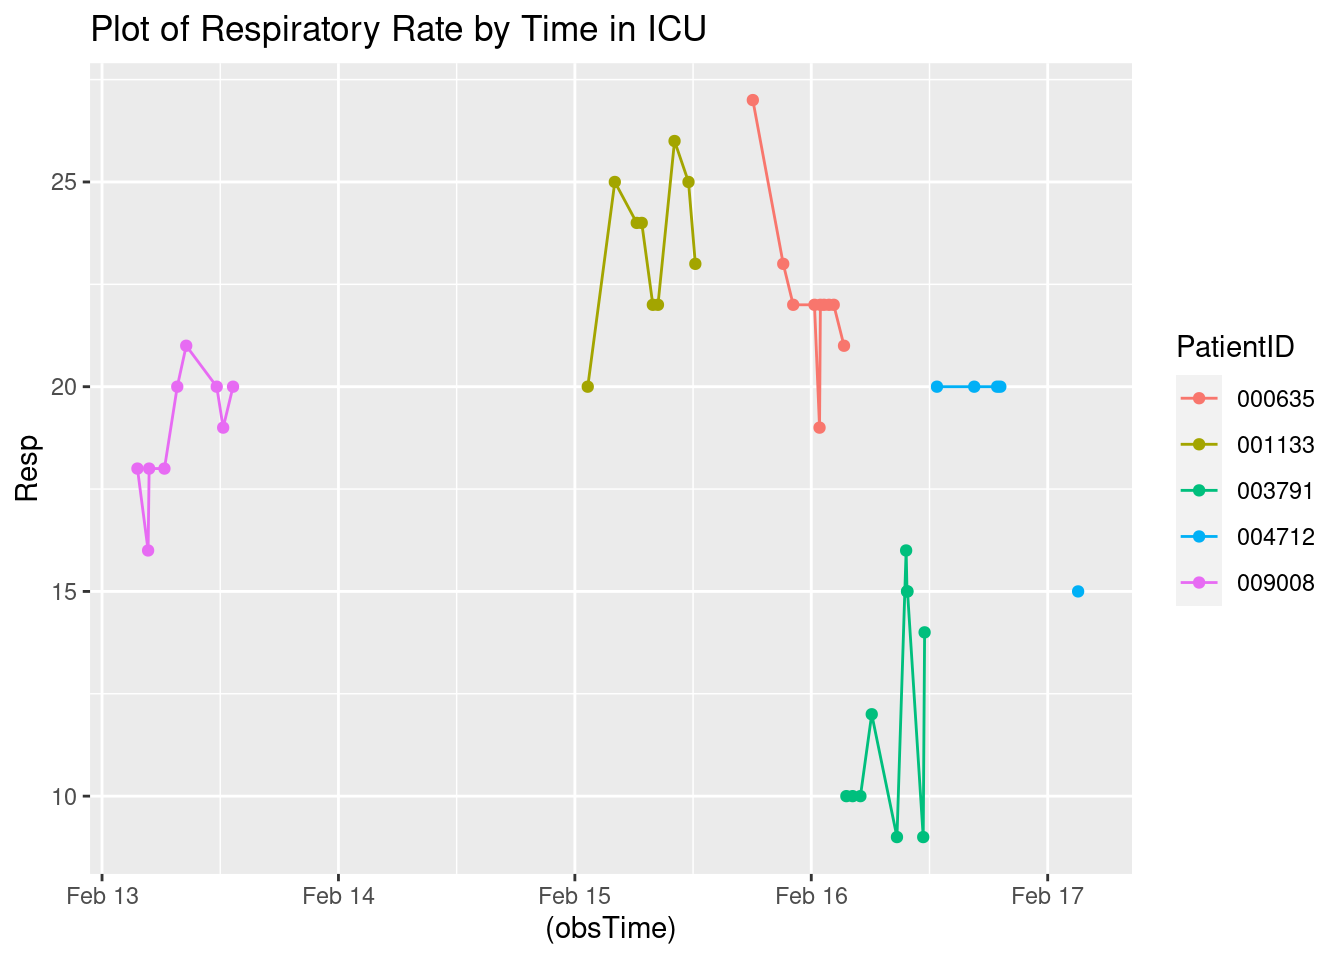 Plot of Respiratory Rate by Time in ICU
25
20
15
10
Resp
Feb 13
Feb 14
Feb 15
Feb 16
Feb 17
(obsTime)
PatientID
000635
001133
003791
004712
009008